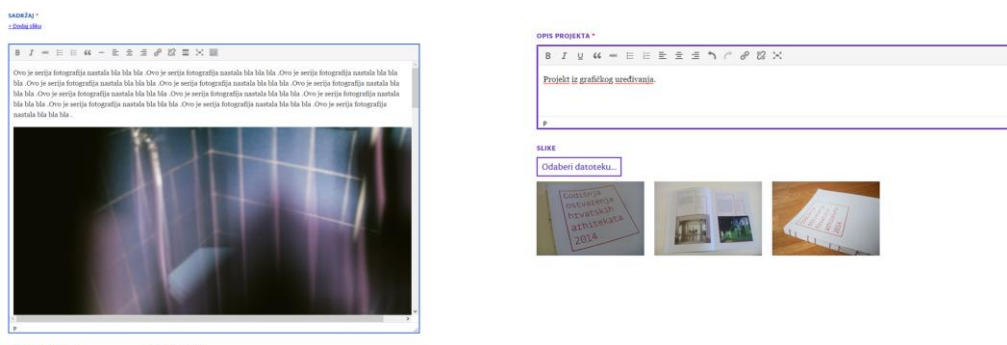 SADRŽAJ *
+ Dodaj sliku
Ovo je serija fotografija nastala bla bla bla .Ovo je serija fotografija nastala bla bla bla .Ovo je serija fotografija nastala bla bla
bla .Ovo je serija fotografija nastala bla bla bla .Ovo je serija fotografija nastala bla bla bla .Ovo je serija fotografija nastala bla
bla bla .Ovo je serija fotografija nastala bla bla bla .Ovo je serija fotografija nastala bla bla bla .Ovo je serija fotografija nastala
bla bla bla .Ovo je serija fotografija nastala bla bla bla .Ovo je serija fotografija nastala bla bla bla .Ovo je serija fotografija
nastala bla bla bla .
P
OPIS PROJEKTA *
Projekt iz grafičkog uređivanja.
P
SLIKE
Odaberi datoteku...
Godišnja
ostvarenja
hrvatskih
arhitekata
2014